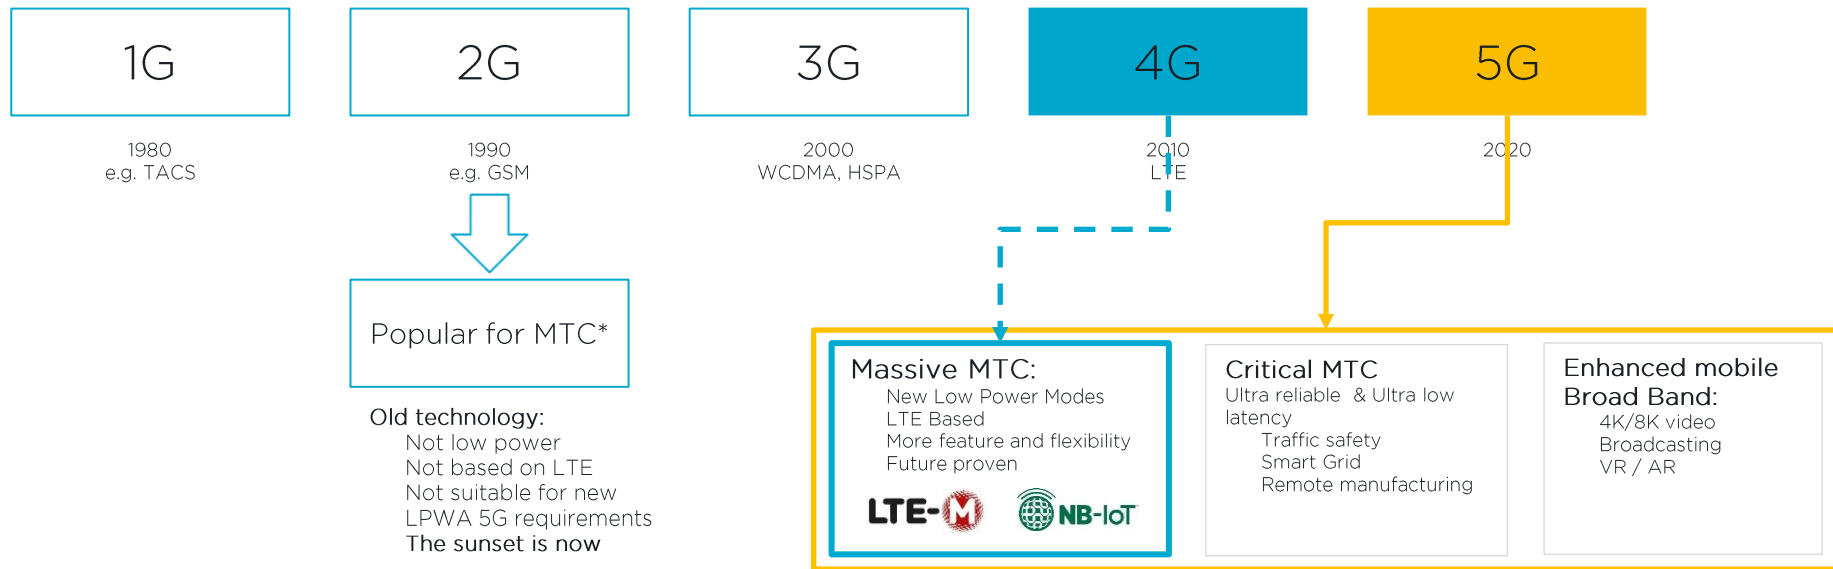 1G
2G
3G
4G
5G
1980
e.g. TACS
1990
e.g. GSM
2000
WCDMA, HSPA
2010
LTE
2020
Popular for MTC*
Old technology:
Not low power
Not based on LTE
Not suitable for new
LPWA 5G requirements
The sunset is now
Massive MTC:
New Low Power Modes
LTE Based
More feature and flexibility
Future proven
LTE-M
NB-IoT
Critical MTC
Ultra reliable & Ultra low
latency
Traffic safety
Smart Grid
Remote manufacturing
Enhanced mobile
Broad Band:
4K/8K video
Broadcasting
VR / AR